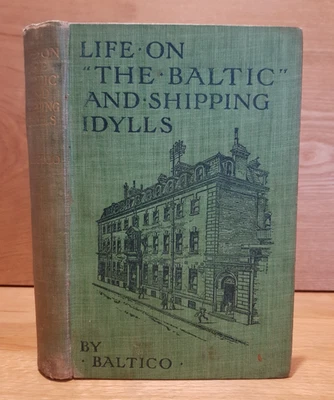 LIFE·ON
"THE·BALTIC"
AND·SHIPPING
IDYLLS
BY
·BALTICO·